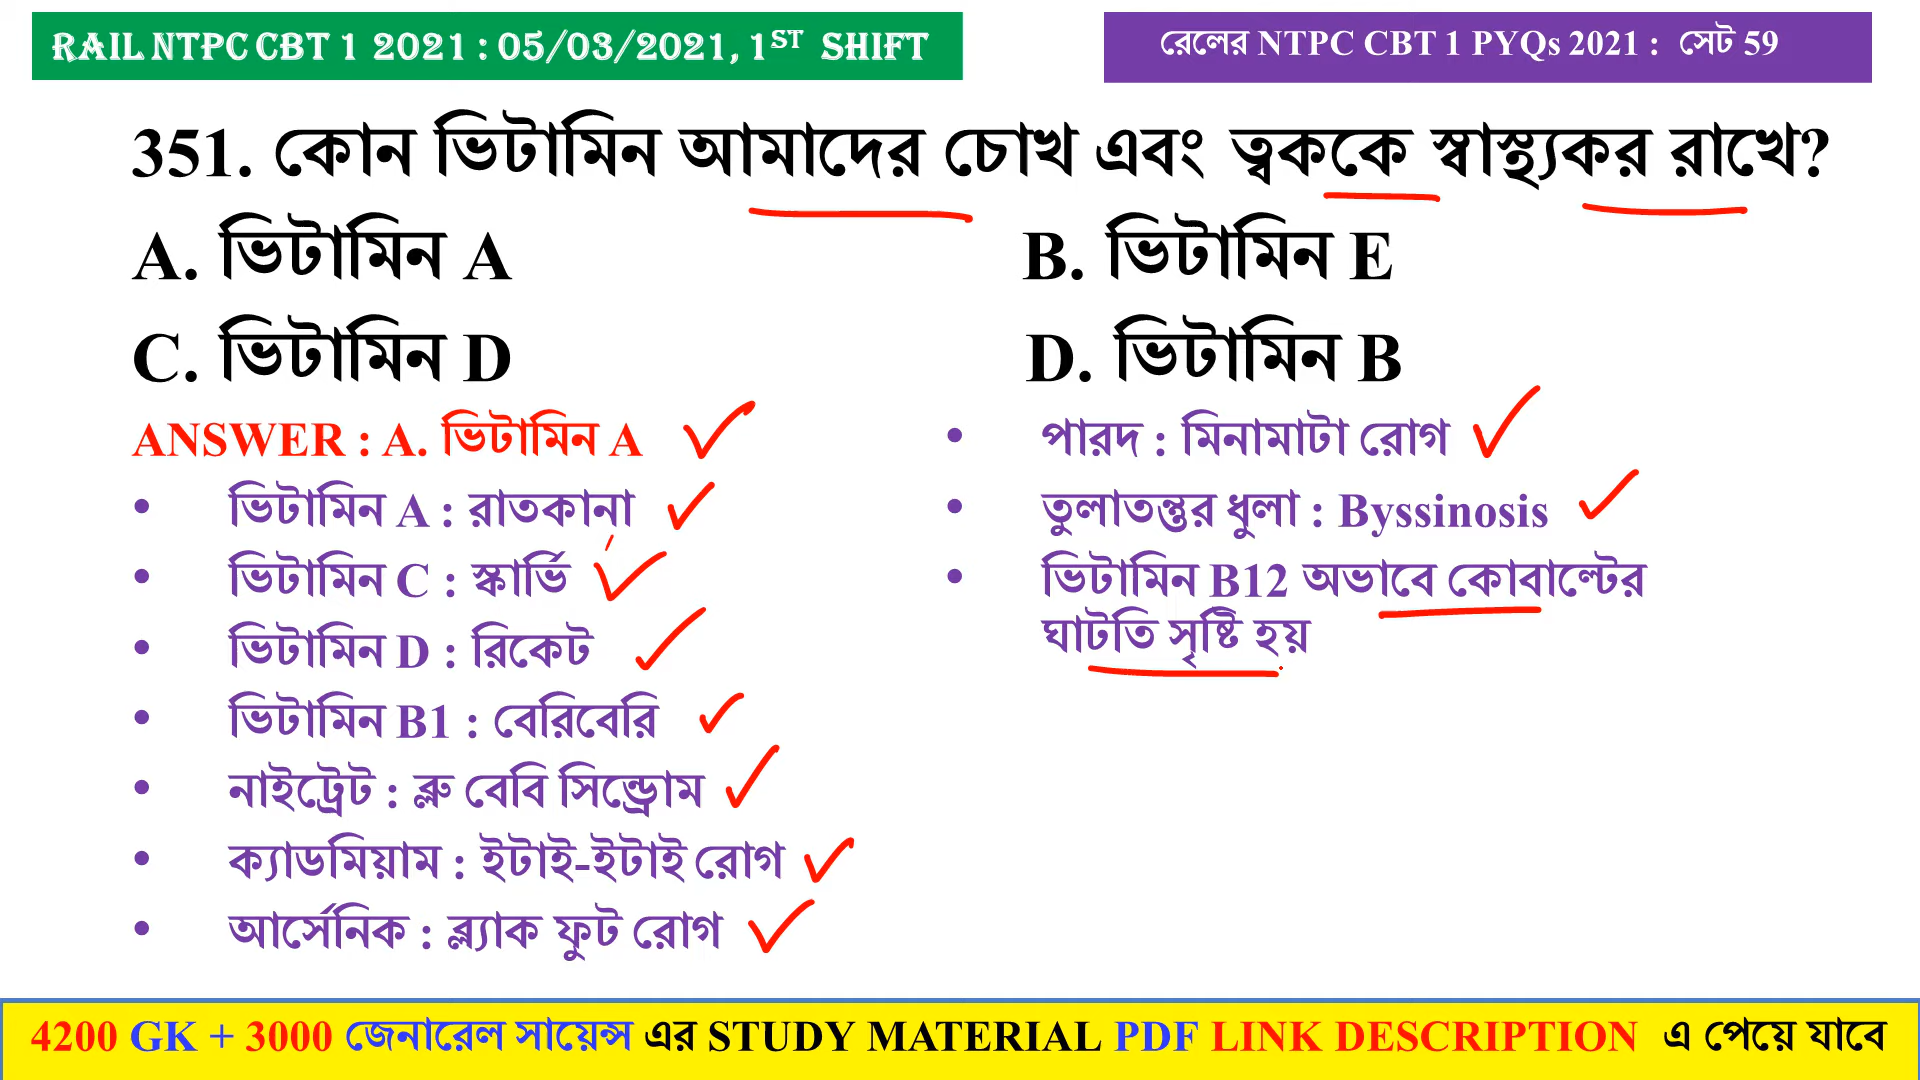 RAIL NTPC CBT 1 2021 : 05/03/2021, 1ST SHIFT
রেলের NTPC CBT 1 PYQs 2021 : সেট 59
351. কোন ভিটামিন আমাদের চোখ এবং ত্বককে স্বাস্থ্যকর রাখে?
A. ভিটামিন A
B. ভিটামিন E
C. ভিটামিন D
D. ভিটামিন B
ANSWER : A. ভিটামিন A
• ভিটামিন A : রাতকানা
• ভিটামিন C : স্কার্ভি
• ভিটামিন D : রিকেট
• ভিটামিন B1 : বেরিবেরি
• নাইট্রেট : ব্লু বেবি সিন্ড্রোম
• ক্যাডমিয়াম : ইটাই-ইটাই রোগ
• আর্সেনিক : ব্ল্যাক ফুট রোগ
• পারদ : মিনামাটা রোগ
• তুলাতন্তুর ধুলা : Byssinosis
• ভিটামিন B12 অভাবে কোবাল্টের
ঘাটতি সৃষ্টি হয়
4200 GK + 3000 জেনারেল সায়েন্স এর STUDY MATERIAL PDF LINK DESCRIPTION এ পেয়ে যাবে